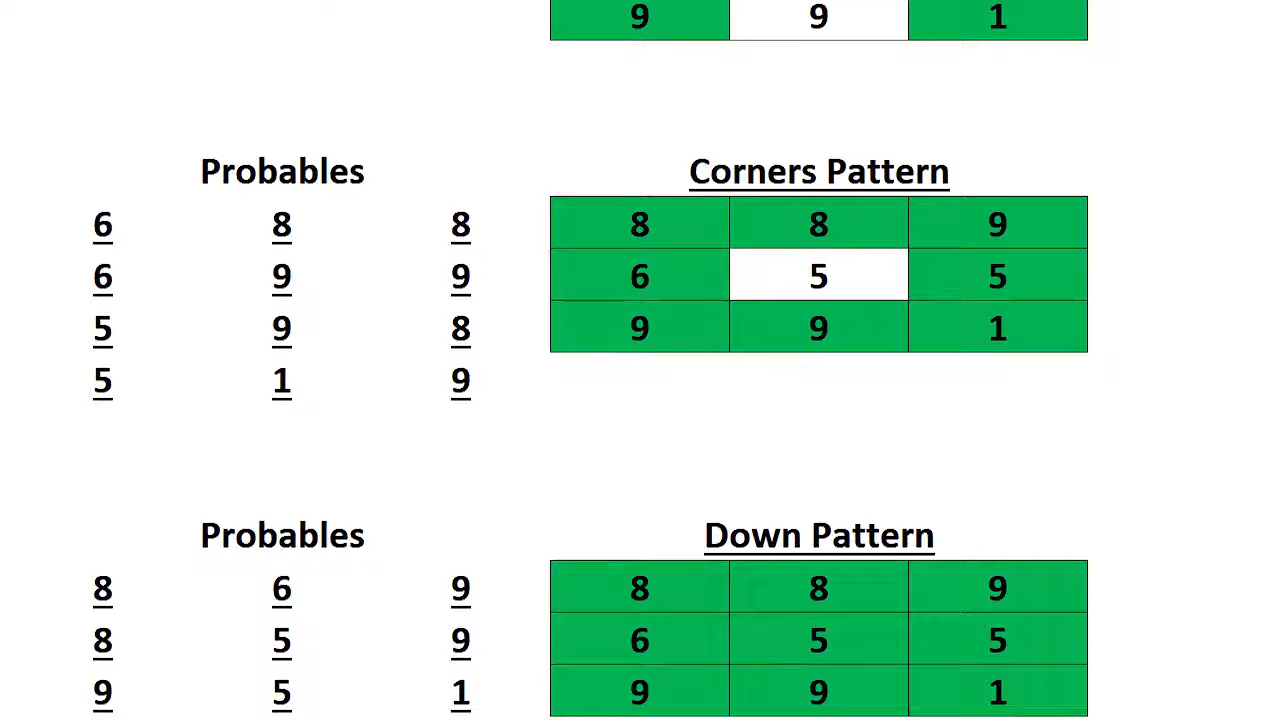 9 9 1
Probables Corners Pattern
6 8 8 8 8 9
6 9 9 6 5 5
5 9 8 9 9 1
5 1 9
Probables Down Pattern
8 6 9 8 8 9
8 5 9 6 5 5
9 5 1 9 9 1